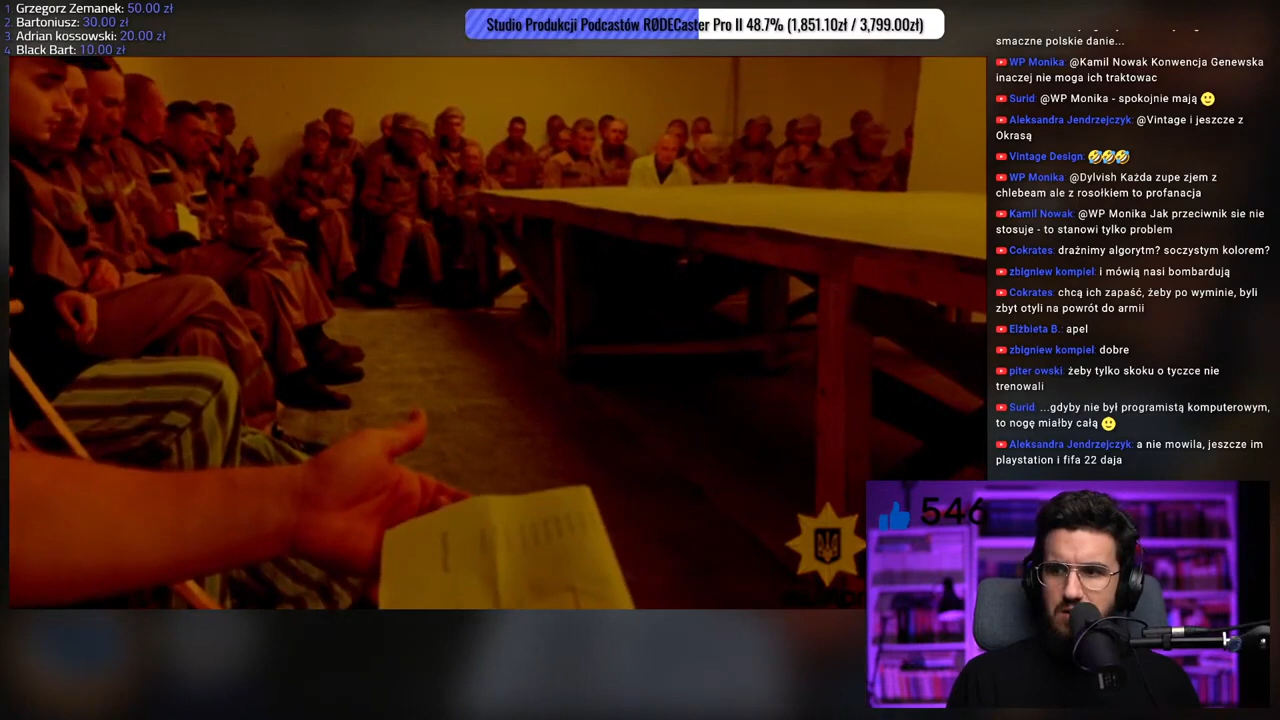 1 Grzegorz Zemanek: 50.00 zł
2 Bartoniusz: 30.00 zł
3 Adrian kossowski: 20.00 zł
4 Black Bart: 10.00 zł
Studio Produkcji Podcastów RØDECaster Pro II 48.7% (1,851.10zł / 3,799.00zł)
smaczne polskie danie...
WP Monika: @Kamil Nowak Konwencja Genewska
inaczej nie moga ich traktowac
Surid: @WP Monika - spokojnie mają 🙂
Aleksandra Jendrzejczyk: @Vintage i jeszcze z
Okrasą
Vintage Design: 🤣🤣🤣
WP Monika: @Dylvish Każda zupe zjem z
chlebeam ale z rosołkiem to profanacja
Kamil Nowak: @WP Monika Jak przeciwnik sie nie
stosuje - to stanowi tylko problem
Cokrates: drażnimy algorytm? soczystym kolorem?
zbigniew kompiel: i mówią nasi bombardują
Cokrates: chcą ich zapaść, żeby po wyminie, byli
zbyt otyli na powrót do armii
Elżbieta B.: apel
zbigniew kompiel: dobre
piter owski: żeby tylko skoku o tyczce nie
trenowali
Surid: ...gdyby nie był programistą komputerowym,
to nogę miałby całą 🙂
Aleksandra Jendrzejczyk: a nie mowila, jeszcze im
playstation i fifa 22 daja
546